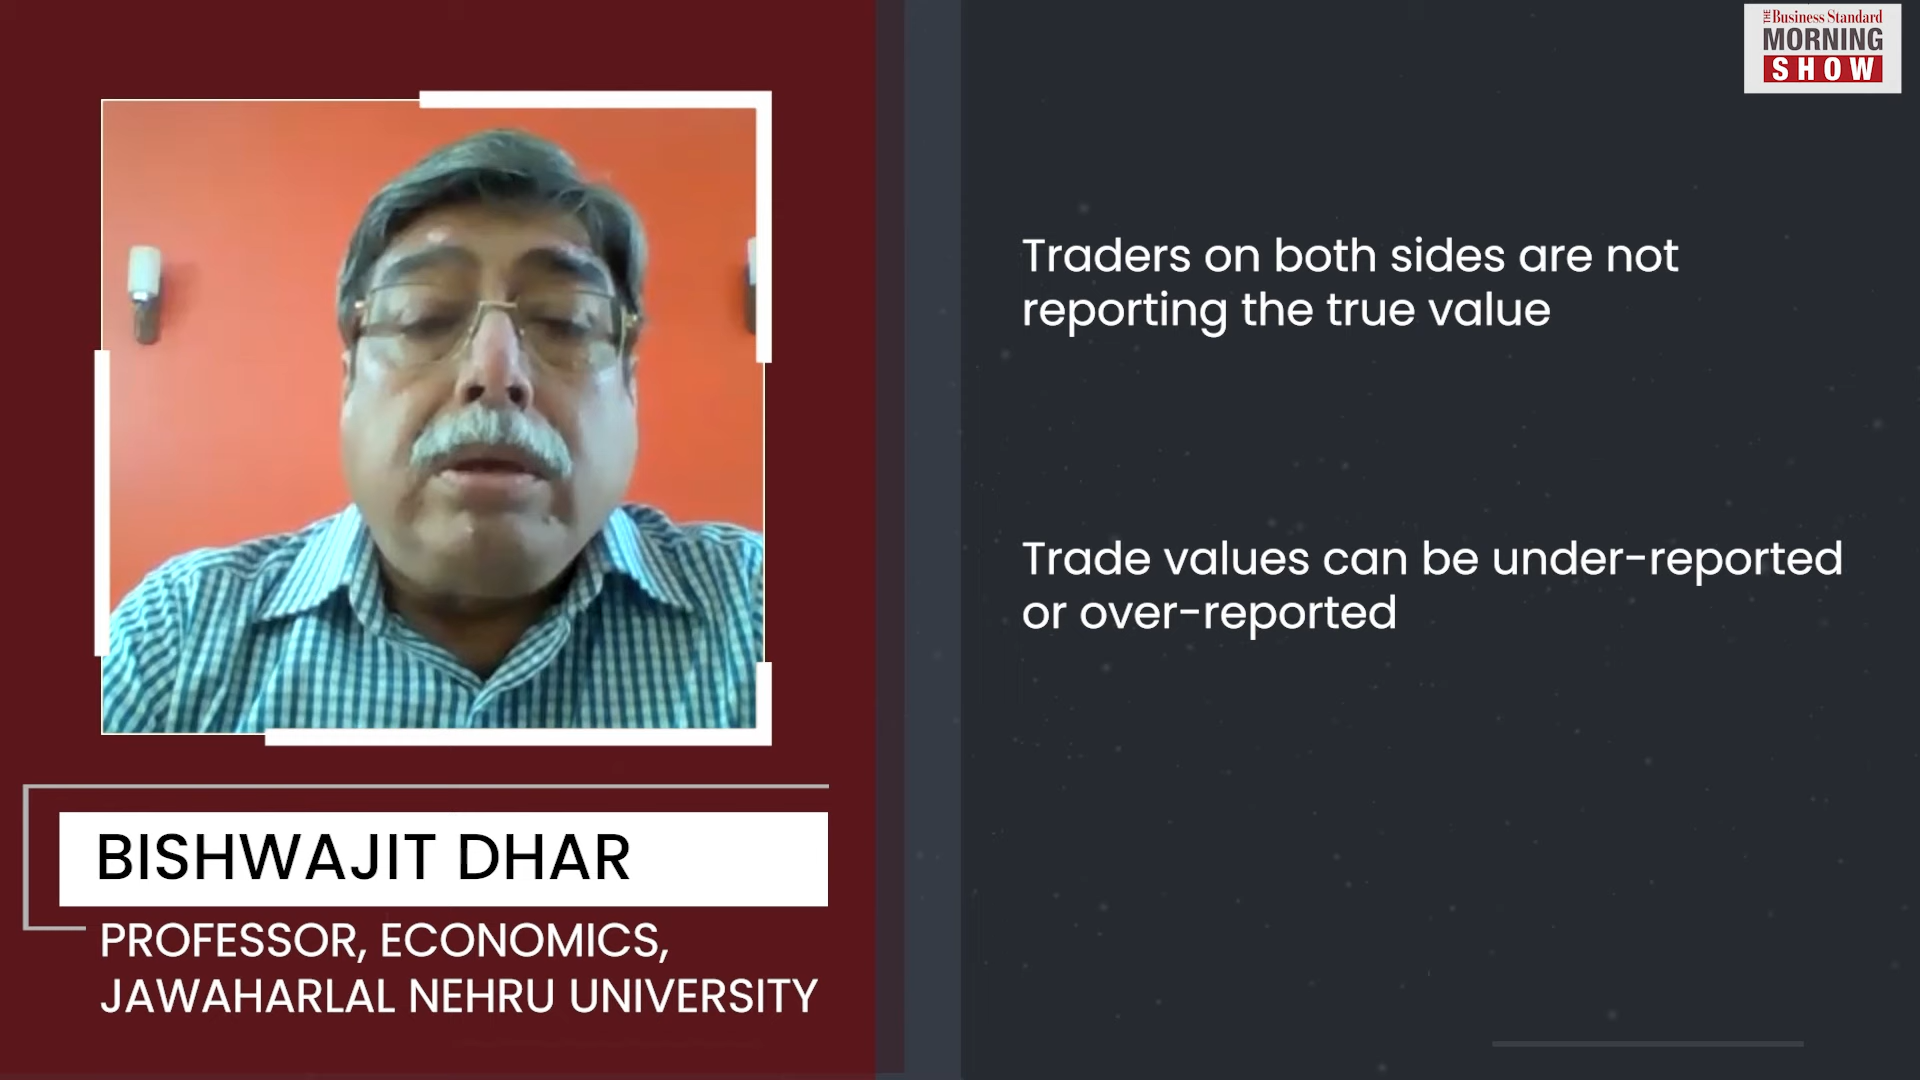 THE Business Standard
MORNING
SHOW
Traders on both sides are not
reporting the true value
Trade values can be under-reported
or over-reported
BISHWAJIT DHAR
PROFESSOR, ECONOMICS,
JAWAHARLAL NEHRU UNIVERSITY